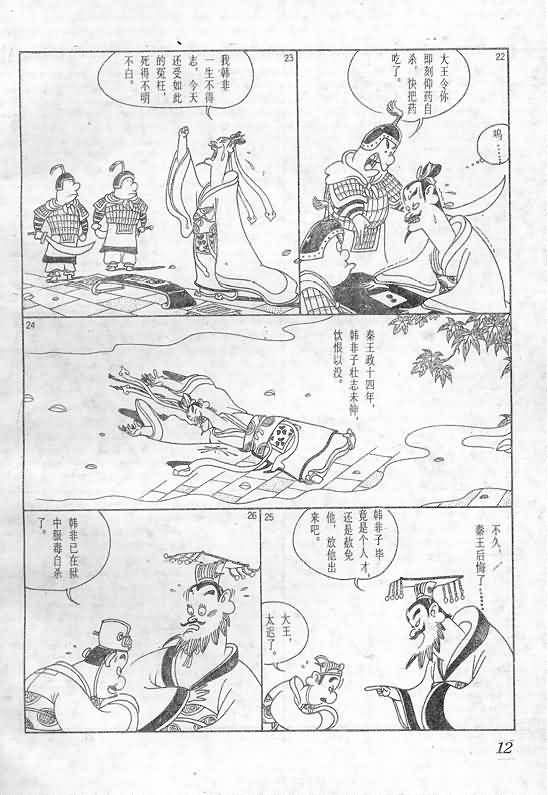 22
大王令你
即刻仰药自
杀，快把药
吃了。
呜……
23
我韩非
一生不得
志，今天
还受如此
的冤枉，
死得不明
不白。
24
秦王政十四年，
韩非子壮志未伸，
饮恨以没。
25
不久，
秦王后悔了……
韩非子毕
竟是个人才，
还是赦免
他，放他出
来吧。
大王，
太迟了。
26
韩非已在狱
中服毒自杀
了。
12